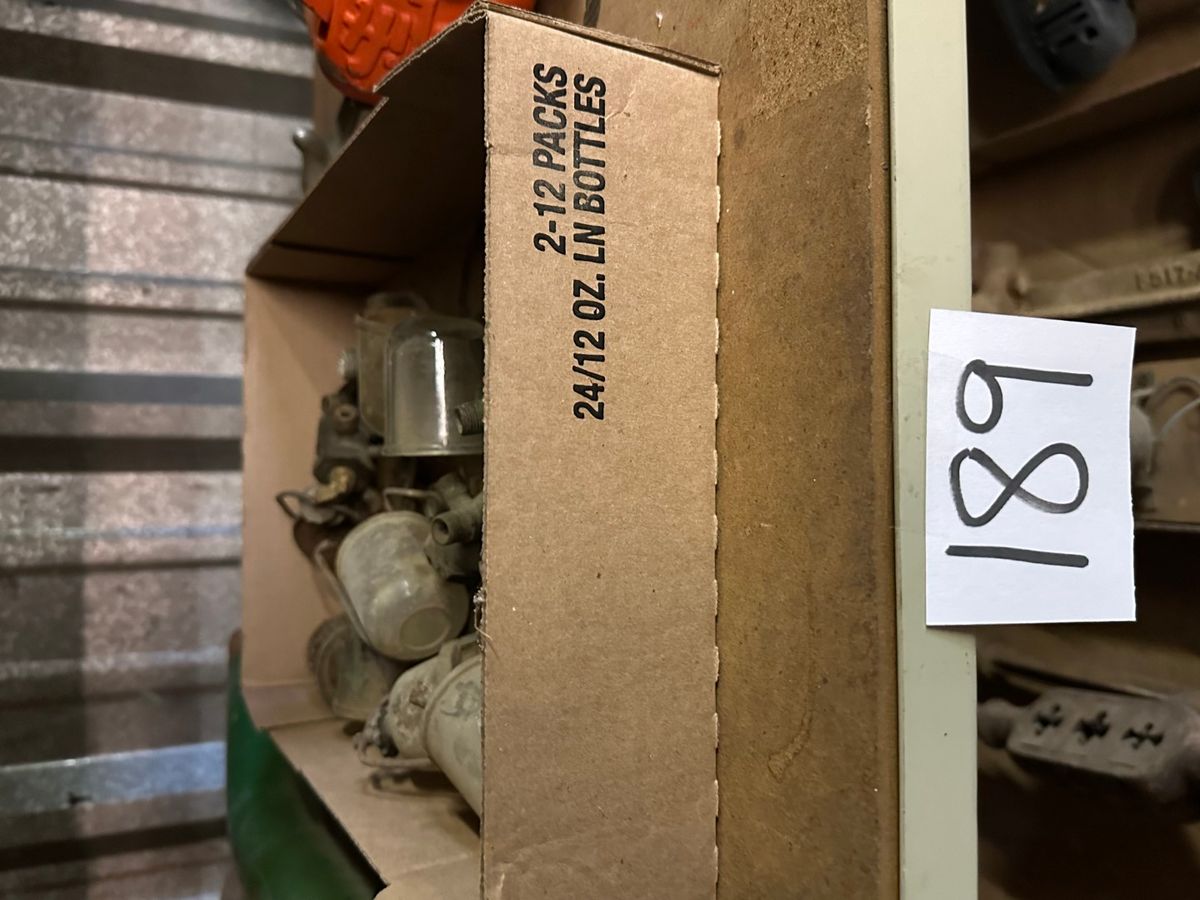 2-12 PACKS
24/12 OZ. LN BOTTLES
189